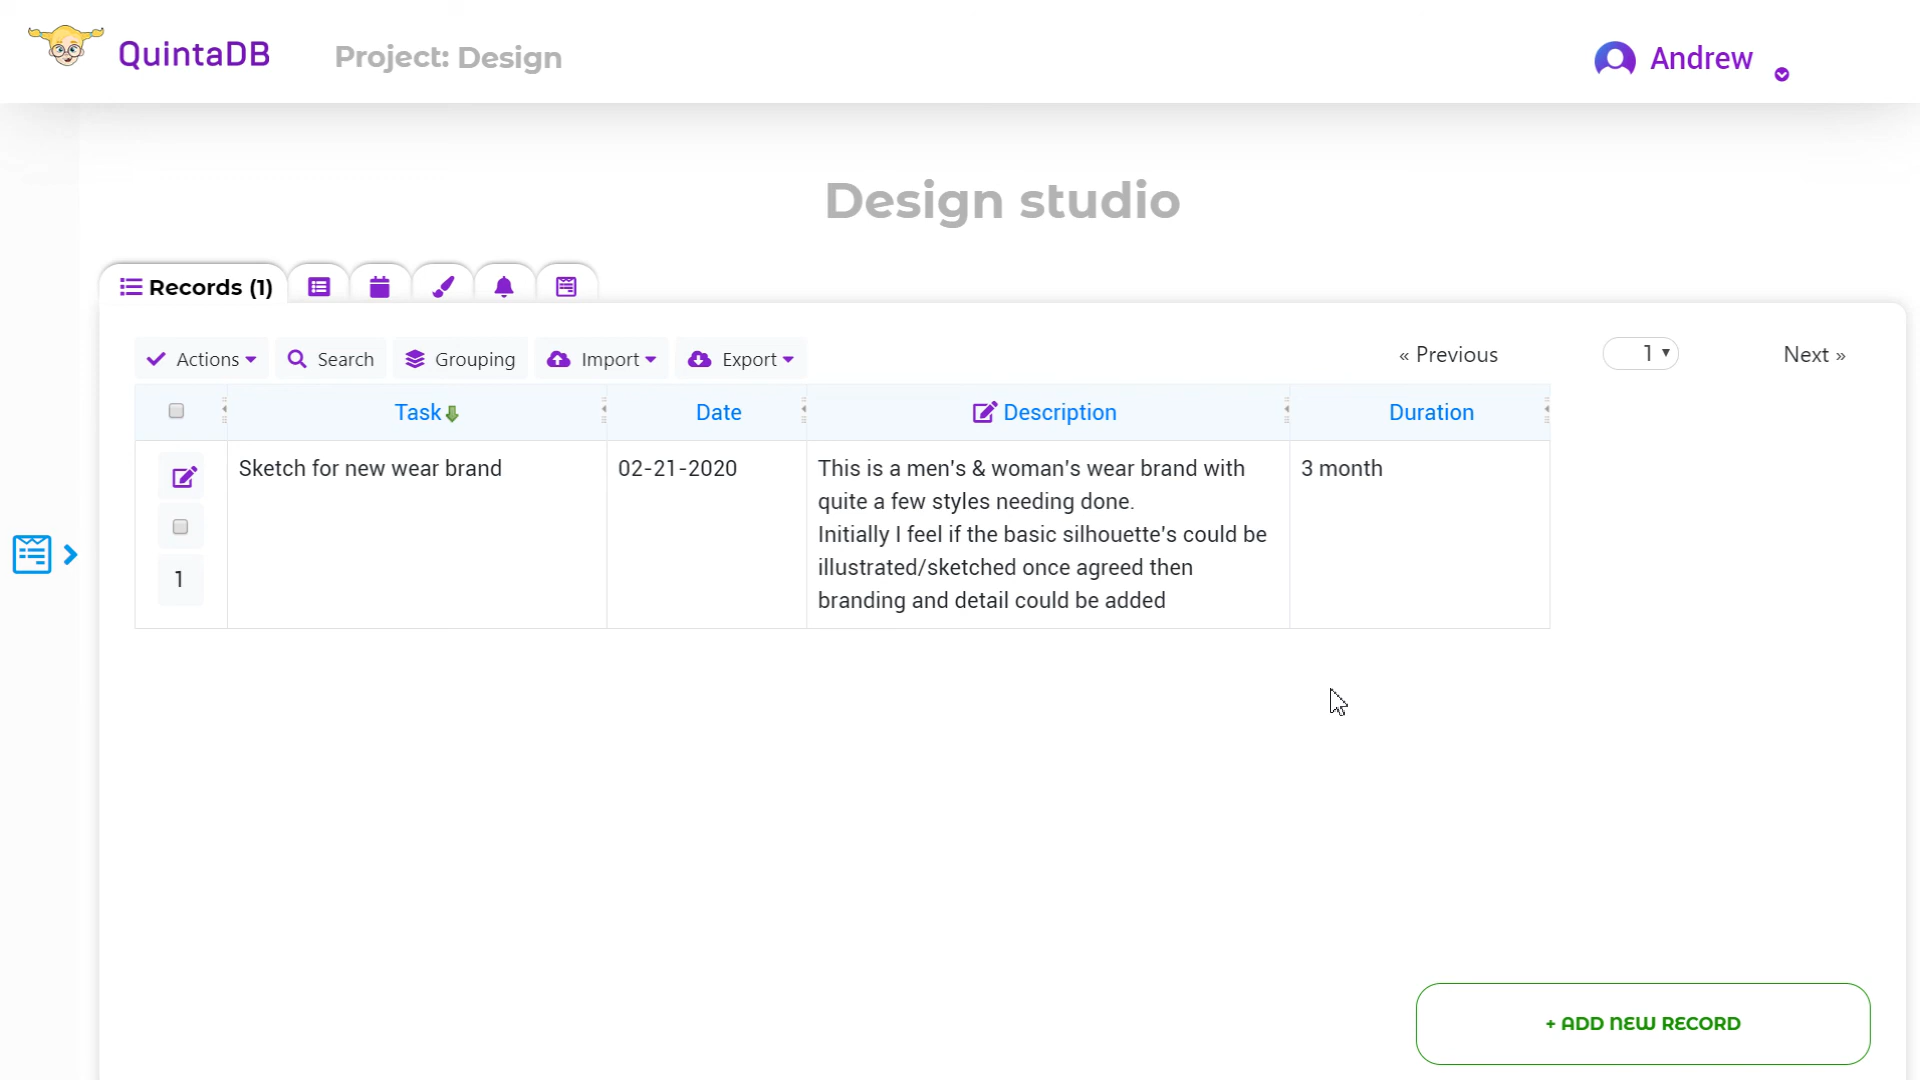 QuintaDB
Project: Design
Andrew
Design studio
Records (1)
Actions Search Grouping Import Export
« Previous 1 Next »
Task Date Description Duration
Sketch for new wear brand
02-21-2020
This is a men's & woman's wear brand with
quite a few styles needing done.
Initially I feel if the basic silhouette's could be
illustrated/sketched once agreed then
branding and detail could be added
3 month
1
+ ADD NEW RECORD